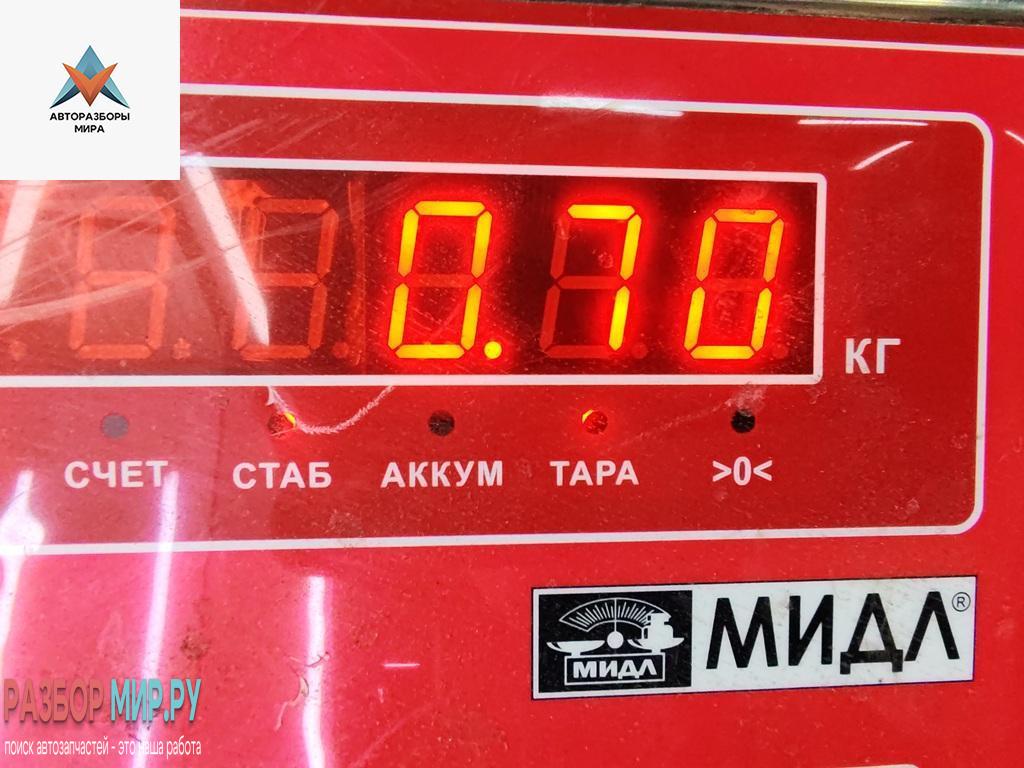 АВТОРАЗБОРЫ
МИРА
0.70
КГ
СЧЕТ СТАБ АККУМ ТАРА >0<
МИДЛ
МИДЛ®
РАЗБОР МИР.РУ
поиск автозапчастей - это наша работа